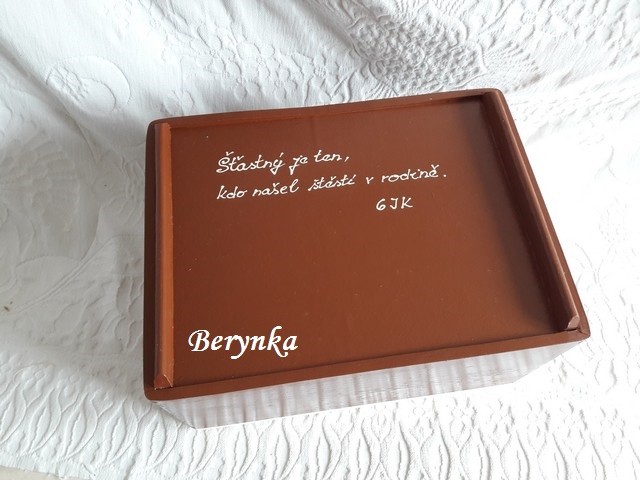 Šťastný je ten,
kdo našel štěstí v rodině.
GJK
Berynka